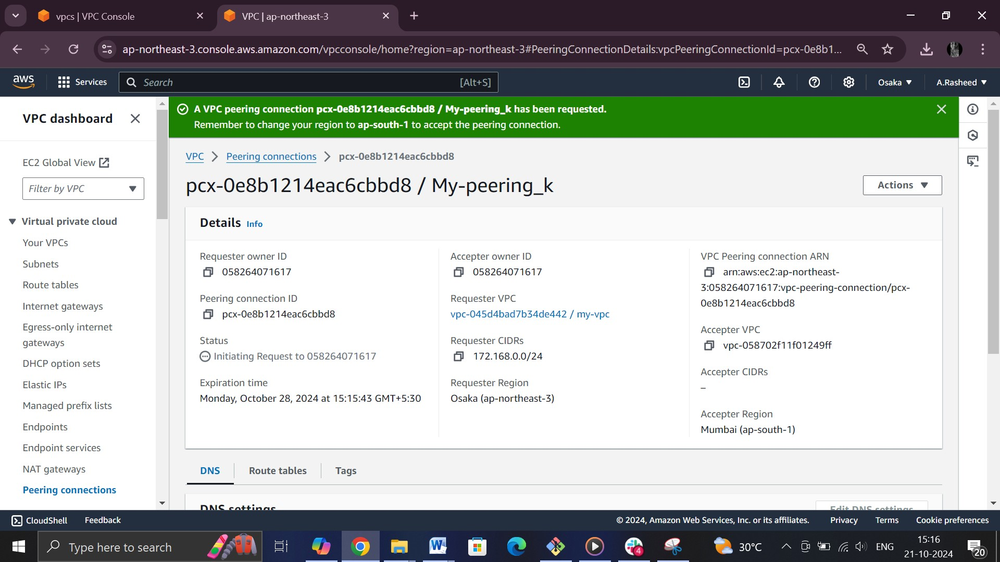 vpcs | VPC Console
VPC | ap-northeast-3
ap-northeast-3.console.aws.amazon.com/vpcconsole/home?region=ap-northeast-3#PeeringConnectionDetails:vpcPeeringConnectionId=pcx-0e8b1...
aws
Services
Search
[Alt+S]
Osaka
A.Rasheed
VPC dashboard
EC2 Global View
Filter by VPC
Virtual private cloud
Your VPCs
Subnets
Route tables
Internet gateways
Egress-only internet
gateways
DHCP option sets
Elastic IPs
Managed prefix lists
Endpoints
Endpoint services
NAT gateways
Peering connections
A VPC peering connection pcx-0e8b1214eac6cbbd8 / My-peering_k has been requested.
Remember to change your region to ap-south-1 to accept the peering connection.
VPC > Peering connections > pcx-0e8b1214eac6cbbd8
pcx-0e8b1214eac6cbbd8 / My-peering_k
Actions
Details Info
Requester owner ID
058264071617
Peering connection ID
pcx-0e8b1214eac6cbbd8
Status
Initiating Request to 058264071617
Expiration time
Monday, October 28, 2024 at 15:15:43 GMT+5:30
Accepter owner ID
058264071617
Requester VPC
vpc-045d4bad7b34de442 / my-vpc
Requester CIDRs
172.168.0.0/24
Requester Region
Osaka (ap-northeast-3)
VPC Peering connection ARN
arn:aws:ec2:ap-northeast-
3:058264071617:vpc-peering-connection/pcx-
0e8b1214eac6cbbd8
Accepter VPC
vpc-058702f11f01249ff
Accepter CIDRs
–
Accepter Region
Mumbai (ap-south-1)
DNS
Route tables
Tags
DNS settings
Edit DNS settings
CloudShell
Feedback
© 2024, Amazon Web Services, Inc. or its affiliates.
Privacy
Terms
Cookie preferences
Type here to search
W
4
30°C
ENG
15:16
21-10-2024
20